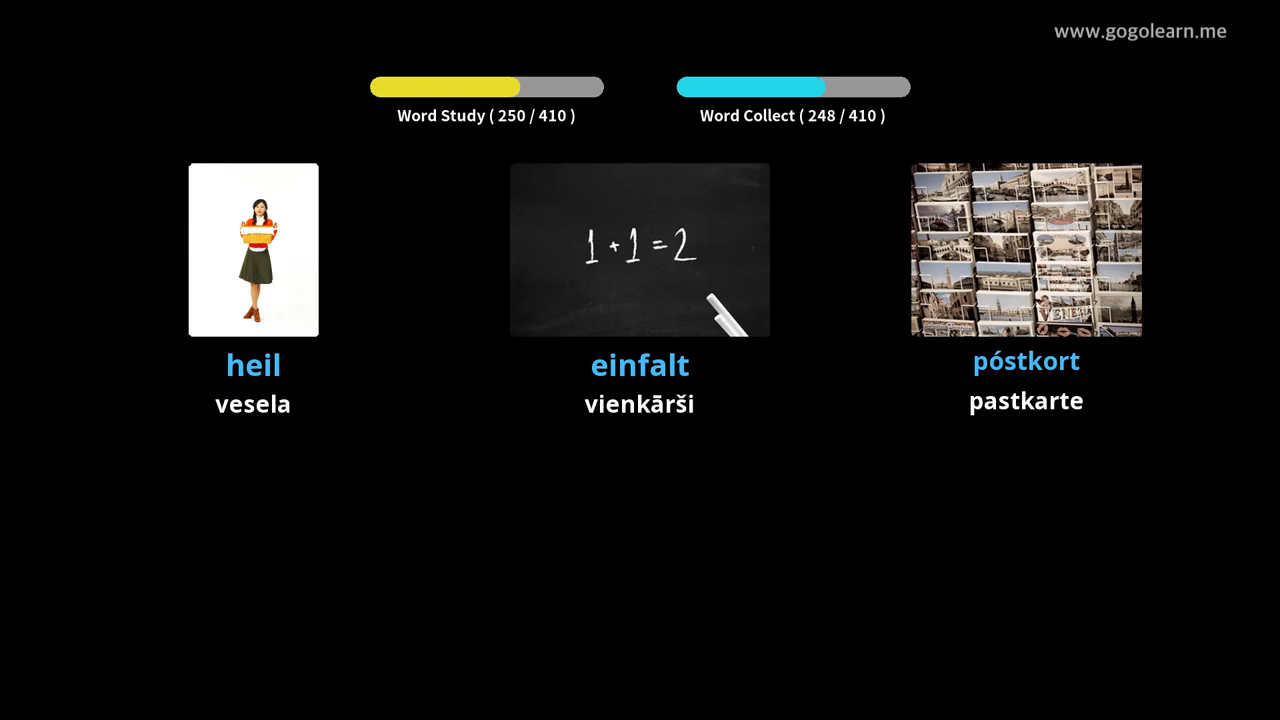 www.gogolearn.me
Word Study ( 250 / 410 )
Word Collect ( 248 / 410 )
1 + 1 = 2
VENEZIA
heil
vesela
einfalt
vienkārši
póstkort
pastkarte